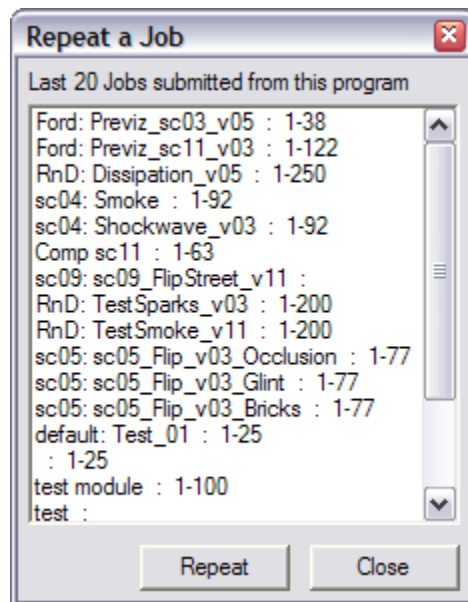 Repeat a Job
Last 20 Jobs submitted from this program
Ford: Previz_sc03_v05 : 1-38
Ford: Previz_sc11_v03 : 1-122
RnD: Dissipation_v05 : 1-250
sc04: Smoke : 1-92
sc04: Shockwave_v03 : 1-92
Comp sc11 : 1-63
sc09: sc09_FlipStreet_v11 :
RnD: TestSparks_v03 : 1-200
RnD: TestSmoke_v11 : 1-200
sc05: sc05_Flip_v03_Occlusion : 1-77
sc05: sc05_Flip_v03_Glint : 1-77
sc05: sc05_Flip_v03_Bricks : 1-77
default: Test_01 : 1-25
: 1-25
test module : 1-100
test :
Repeat Close